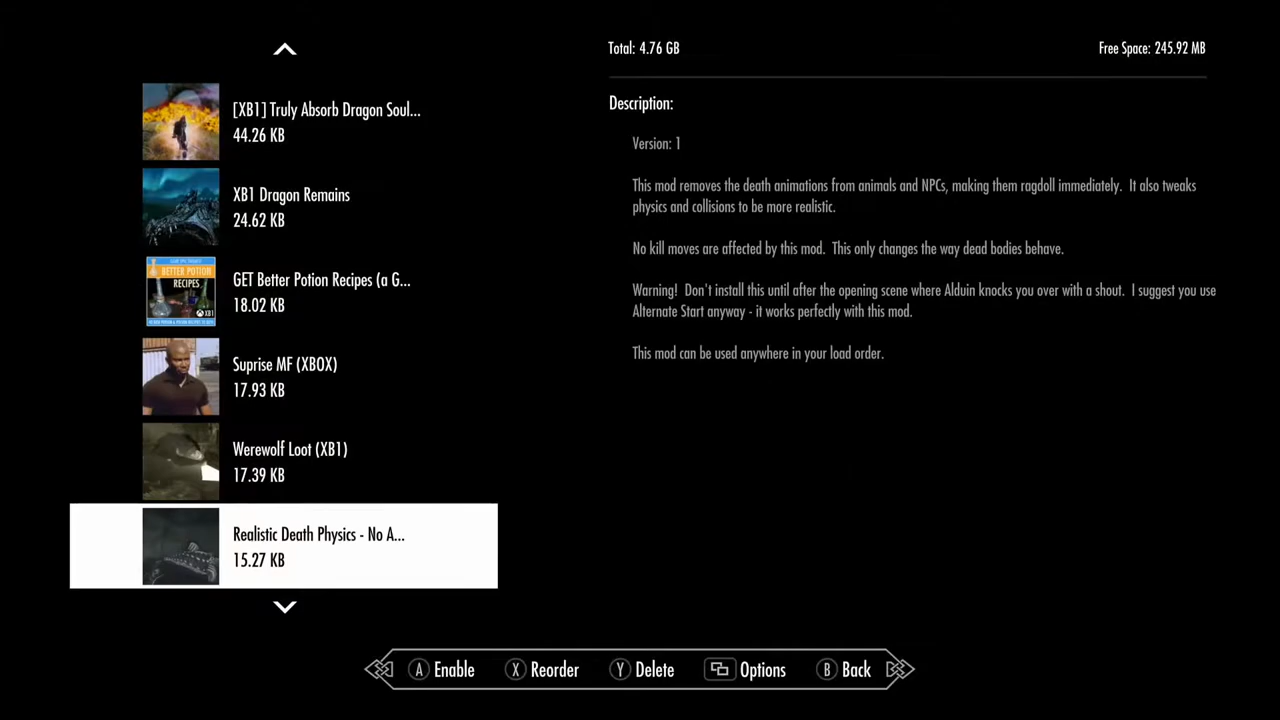 Total: 4.76 GB
Free Space: 245.92 MB
[XB1] Truly Absorb Dragon Soul...
44.26 KB
XB1 Dragon Remains
24.62 KB
BETTER POTION
RECIPES
XB1
GET Better Potion Recipes (a G...
18.02 KB
Suprise MF (XBOX)
17.93 KB
Werewolf Loot (XB1)
17.39 KB
Realistic Death Physics - No A...
15.27 KB
Description:
Version: 1
This mod removes the death animations from animals and NPCs, making them ragdoll immediately.  It also tweaks
physics and collisions to be more realistic.
No kill moves are affected by this mod.  This only changes the way dead bodies behave.
Warning!  Don't install this until after the opening scene where Alduin knocks you over with a shout.  I suggest you use
Alternate Start anyway - it works perfectly with this mod.
This mod can be used anywhere in your load order.
A Enable
X Reorder
Y Delete
Options
B Back